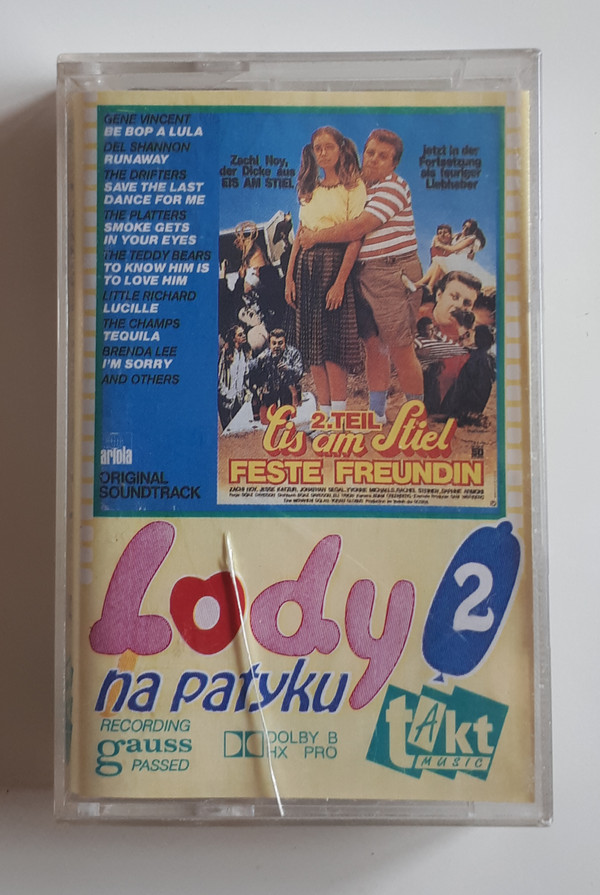 GENE VINCENT
BE BOP A LULA
DEL SHANNON
RUNAWAY
THE DRIFTERS
SAVE THE LAST
DANCE FOR ME
THE PLATTERS
SMOKE GETS
IN YOUR EYES
THE TEDDY BEARS
TO KNOW HIM IS
TO LOVE HIM
LITTLE RICHARD
LUCILLE
THE CHAMPS
TEQUILA
BRENDA LEE
I'M SORRY
AND OTHERS
ariola
ORIGINAL
SOUNDTRACK
Zachi Noy,
der Dicke aus
EIS AM STIEL
jetzt in der
Fortsetzung
als feuriger
Liebhaber
2.TEIL
Eis am Stiel
FESTE FREUNDIN
Lody 2
na patyku
RECORDING
gauss
PASSED
DOLBY B
HX PRO
tAkt
MUSIC